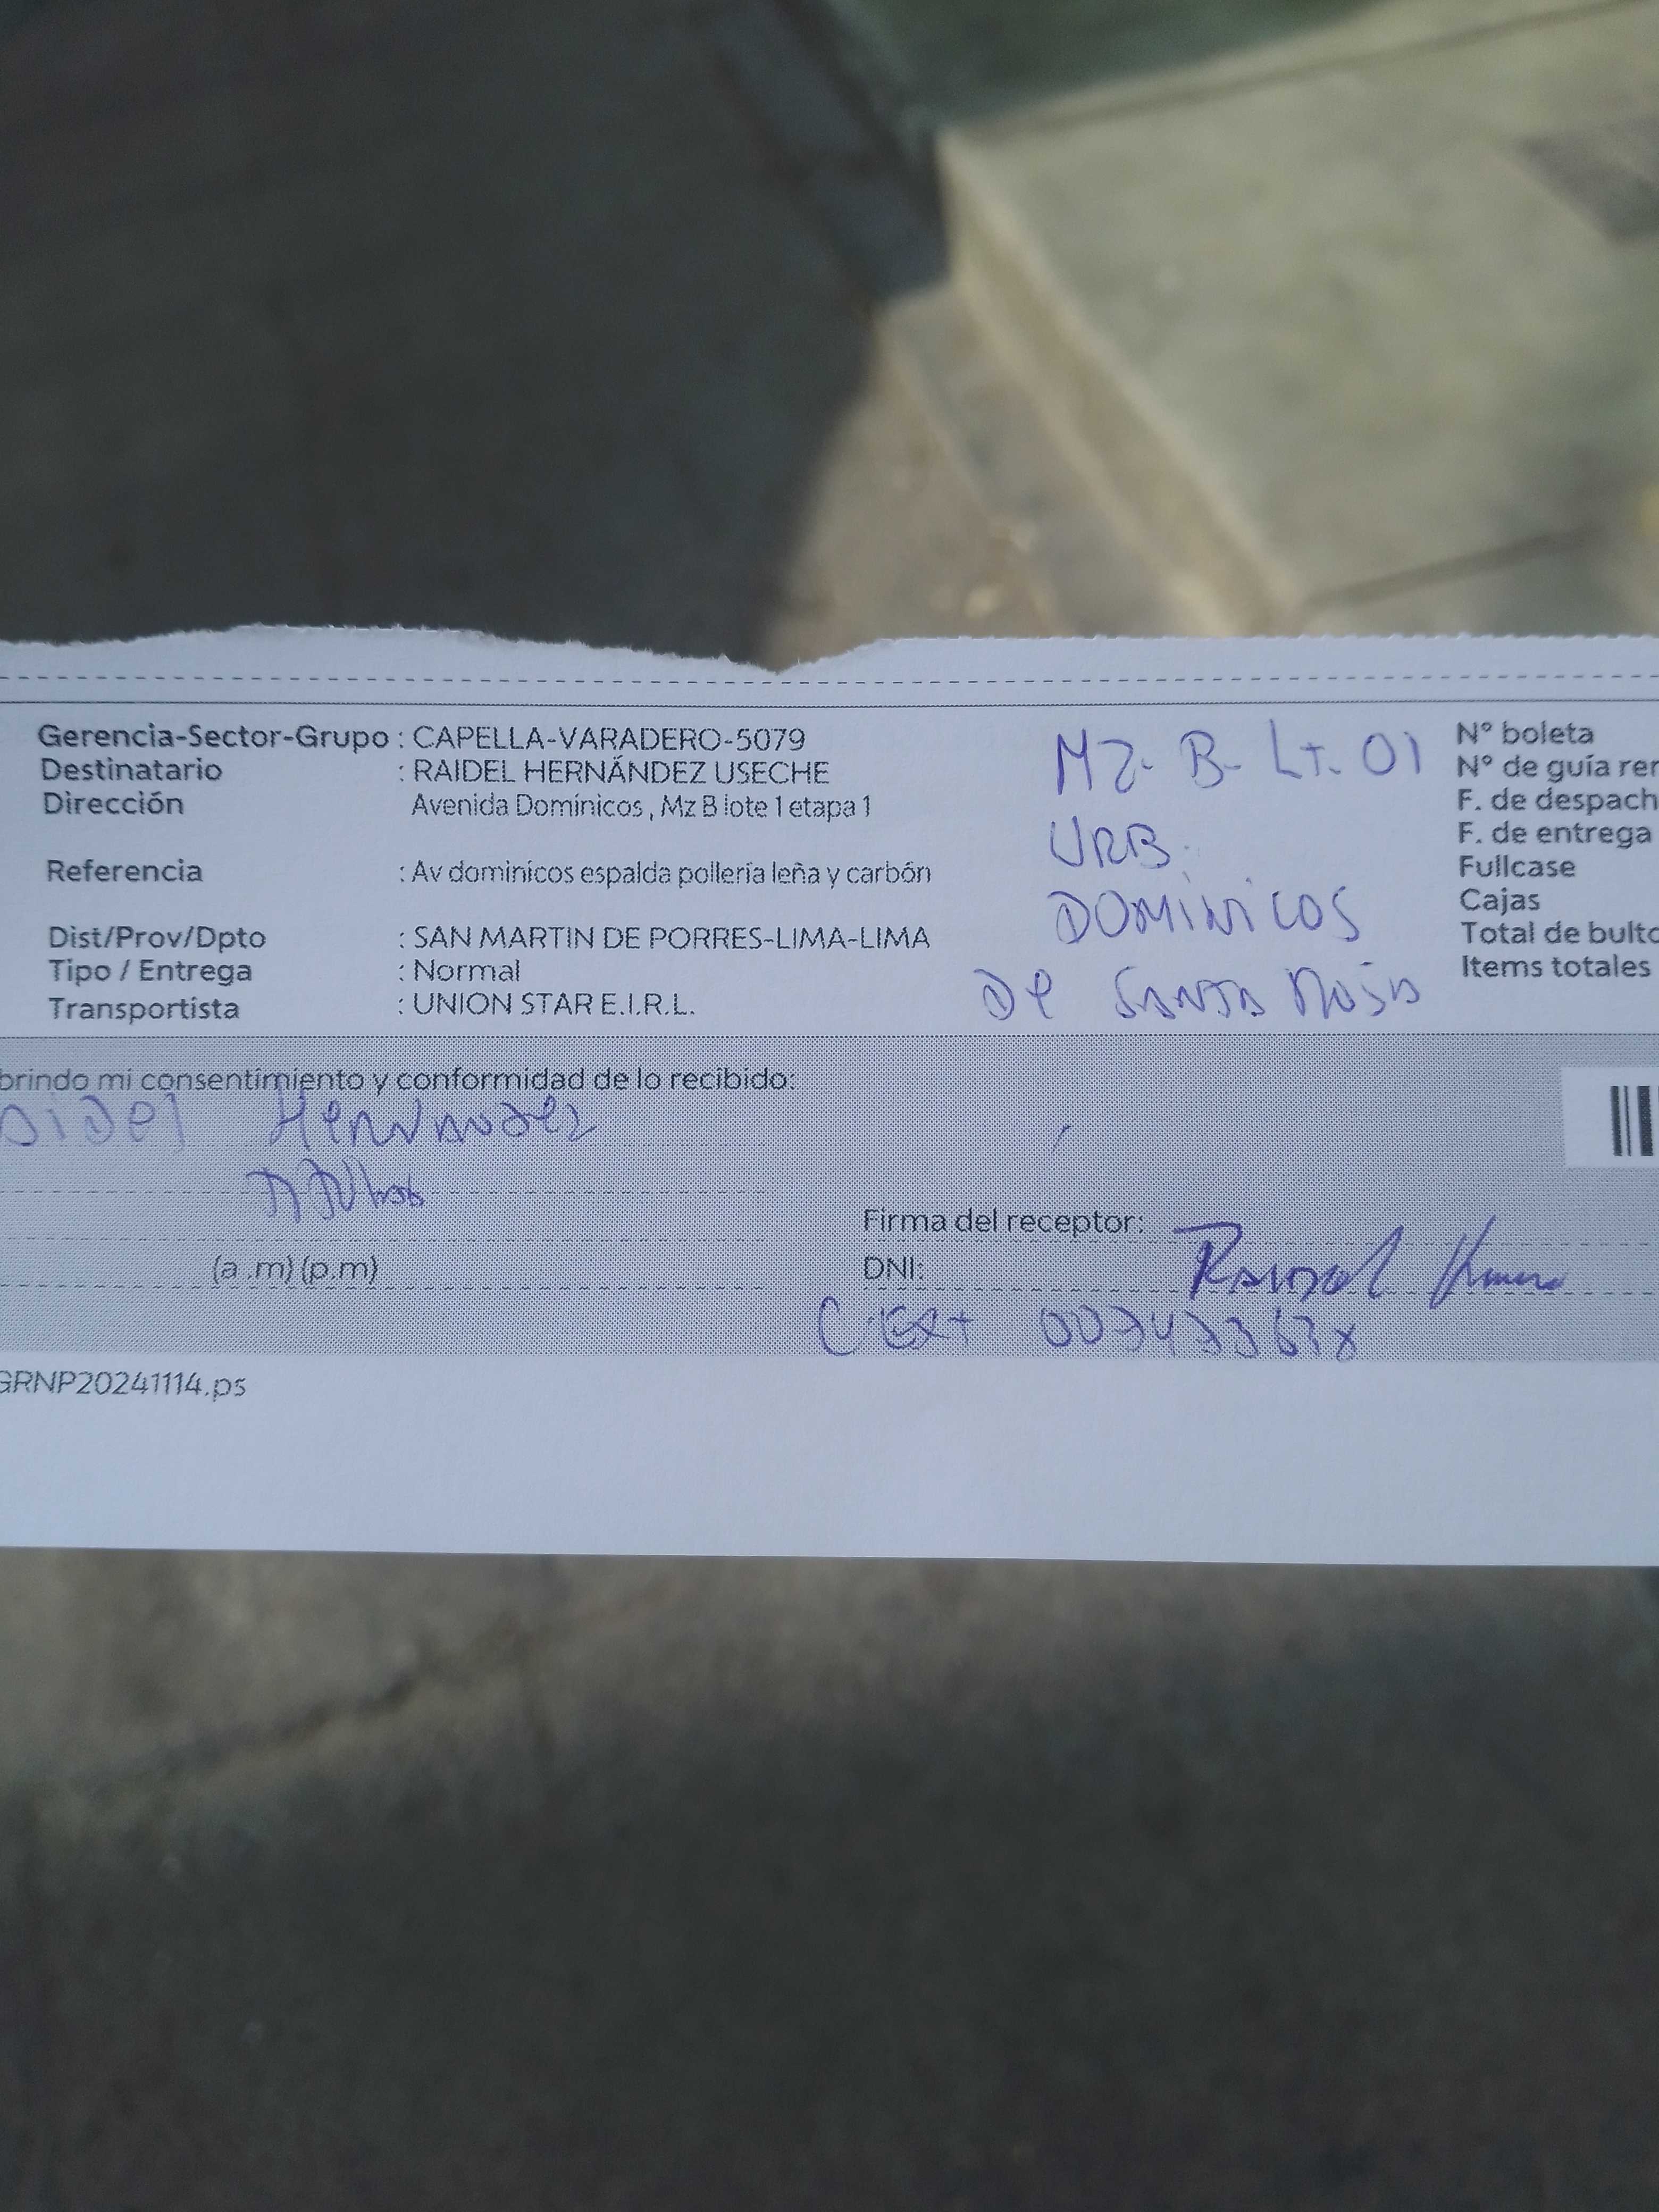 Gerencia-Sector-Grupo : CAPELLA-VARADERO-5079
Destinatario : RAIDEL HERNÁNDEZ USECHE
Dirección Avenida Domínicos , Mz B lote 1 etapa 1
Referencia : Av dominicos espalda pollería leña y carbón
Dist/Prov/Dpto : SAN MARTIN DE PORRES-LIMA-LIMA
Tipo / Entrega : Normal
Transportista : UNION STAR E.I.R.L.
MZ. B- LT. 01
URB.
DOMINICOS
De SANTA ROSA
N° boleta
N° de guía rer
F. de despach
F. de entrega
Fullcase
Cajas
Total de bulto
Items totales
brindo mi consentimiento y conformidad de lo recibido:
aidel Hernandez
(a .m) (p.m)
Firma del receptor:
DNI:
GRNP20241114.ps